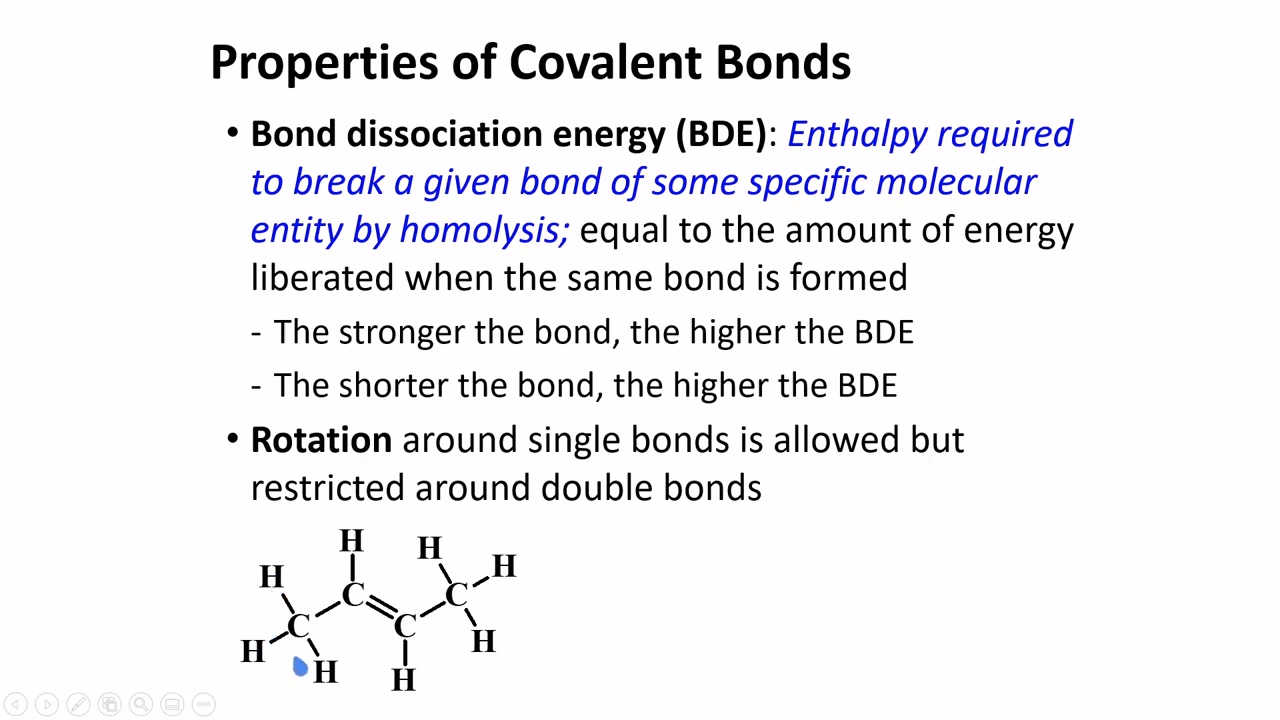 Properties of Covalent Bonds
• Bond dissociation energy (BDE): Enthalpy required
to break a given bond of some specific molecular
entity by homolysis; equal to the amount of energy
liberated when the same bond is formed
- The stronger the bond, the higher the BDE
- The shorter the bond, the higher the BDE
• Rotation around single bonds is allowed but
restricted around double bonds
H H
H H
C C
C C
H H
H H